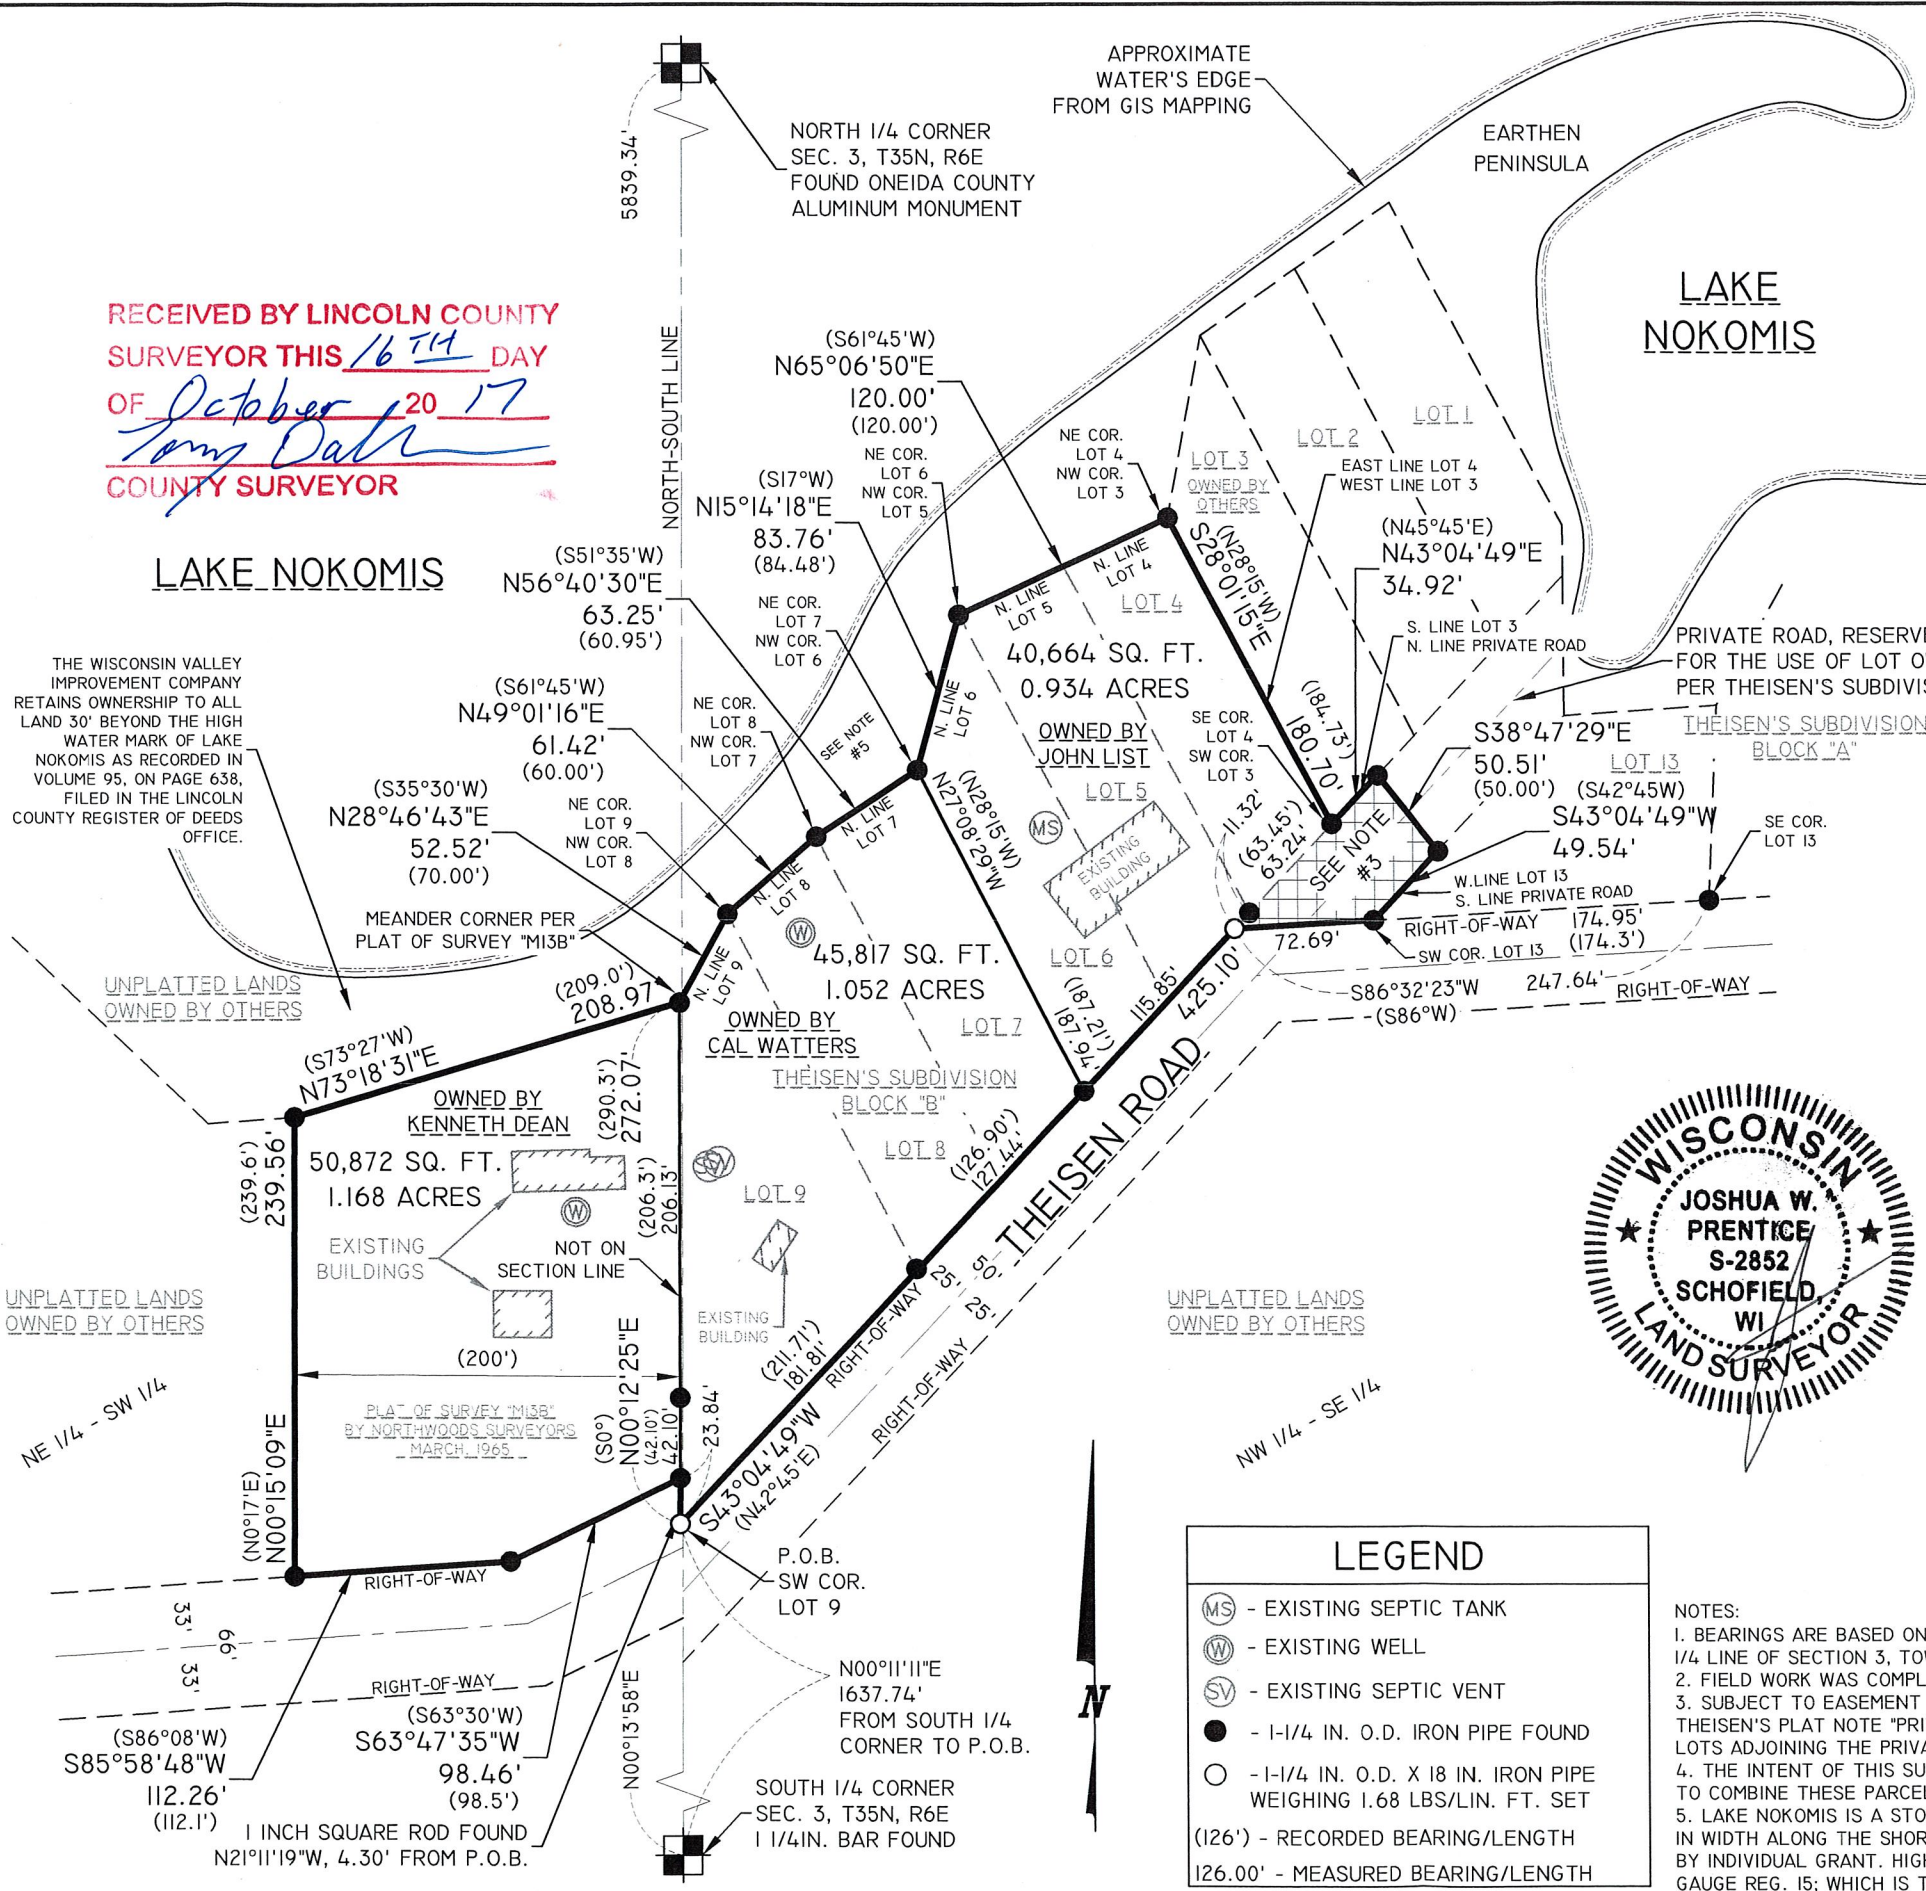 APPROXIMATE
WATER'S EDGE
FROM GIS MAPPING
EARTHEN
PENINSULA
LAKE
NOKOMIS
5839.34'
NORTH 1/4 CORNER
SEC. 3, T35N, R6E
FOUND ONEIDA COUNTY
ALUMINUM MONUMENT
NORTH-SOUTH LINE
RECEIVED BY LINCOLN COUNTY
SURVEYOR THIS 16TH DAY
OF October 20 17
COUNTY SURVEYOR
LAKE NOKOMIS
(S61°45'W)
N65°06'50"E
120.00'
(120.00')
NE COR.
LOT 6
NW COR.
LOT 5
NE COR.
LOT 4
NW COR.
LOT 3
LOT 3
OWNED BY
OTHERS
LOT 2
LOT 1
EAST LINE LOT 4
WEST LINE LOT 3
(N45°45'E)
N43°04'49"E
34.92'
S. LINE LOT 3
N. LINE PRIVATE ROAD
PRIVATE ROAD, RESERVE
FOR THE USE OF LOT O
PER THEISEN'S SUBDIVIS
THEISEN'S SUBDIVISION
BLOCK "A"
(S17°W)
N15°14'18"E
83.76'
(84.48')
(S51°35'W)
N56°40'30"E
63.25'
(60.95')
NE COR.
LOT 7
NW COR.
LOT 6
(S61°45'W)
N49°01'16"E
61.42'
(60.00')
NE COR.
LOT 8
NW COR.
LOT 7
SEE NOTE
#5
(S35°30'W)
N28°46'43"E
52.52'
(70.00')
NE COR.
LOT 9
NW COR.
LOT 8
MEANDER CORNER PER
PLAT OF SURVEY "M13B"
THE WISCONSIN VALLEY
IMPROVEMENT COMPANY
RETAINS OWNERSHIP TO ALL
LAND 30' BEYOND THE HIGH
WATER MARK OF LAKE
NOKOMIS AS RECORDED IN
VOLUME 95, ON PAGE 638,
FILED IN THE LINCOLN
COUNTY REGISTER OF DEEDS
OFFICE.
N. LINE
LOT 5
N. LINE
LOT 4
LOT 4
N. LINE
LOT 6
N. LINE
LOT 7
N. LINE
LOT 8
N. LINE
LOT 9
40,664 SQ. FT.
0.934 ACRES
OWNED BY
JOHN LIST
LOT 5
MS
EXISTING
BUILDING
LOT 6
(N28°15'W)
S28°01'15"E
(184.73')
180.70'
SE COR.
LOT 4
SW COR.
LOT 3
S38°47'29"E
50.51'
(50.00')
LOT 13
(S42°45W)
S43°04'49"W
49.54'
SE COR.
LOT 13
11.32'
(63.45')
63.24'
SEE NOTE
#3
W.LINE LOT 13
S. LINE PRIVATE ROAD
RIGHT-OF-WAY
174.95'
(174.3')
72.69'
SW COR. LOT 13
S86°32'23"W
247.64'
RIGHT-OF-WAY
(S86°W)
(N28°15'W)
N27°08'29"W
(187.21')
187.94'
115.85'
425.10'
W
45,817 SQ. FT.
1.052 ACRES
OWNED BY
CAL WATTERS
LOT 7
THEISEN'S SUBDIVISION
BLOCK "B"
LOT 8
(126.90')
127.44'
THEISEN ROAD
UNPLATTED LANDS
OWNED BY OTHERS
(209.0')
208.97'
(S73°27'W)
N73°18'31"E
OWNED BY
KENNETH DEAN
(290.3')
272.07'
50,872 SQ. FT.
1.168 ACRES
(239.6')
239.56'
W
EXISTING
BUILDINGS
NOT ON
SECTION LINE
(206.3')
206.13'
SV
LOT 9
EXISTING
BUILDING
25'
50'
25'
(211.71')
181.81'
RIGHT-OF-WAY
RIGHT-OF-WAY
UNPLATTED LANDS
OWNED BY OTHERS
UNPLATTED LANDS
OWNED BY OTHERS
(200')
PLAT OF SURVEY "M13B"
BY NORTHWOODS SURVEYORS
MARCH, 1965
NE 1/4 - SW 1/4
NW 1/4 - SE 1/4
(N0°17'E)
N00°15'09"E
(S0°)
N00°12'25"E
(42.10')
42.10'
23.84'
S43°04'49"W
(N42°45'E)
RIGHT-OF-WAY
33'
66'
33'
RIGHT-OF-WAY
P.O.B.
SW COR.
LOT 9
(S86°08'W)
S85°58'48"W
112.26'
(112.1')
(S63°30'W)
S63°47'35"W
98.46'
(98.5')
1 INCH SQUARE ROD FOUND
N21°11'19"W, 4.30' FROM P.O.B.
N00°13'58"E
N00°11'11"E
1637.74'
FROM SOUTH 1/4
CORNER TO P.O.B.
SOUTH 1/4 CORNER
SEC. 3, T35N, R6E
1 1/4IN. BAR FOUND
N
WISCONSIN
JOSHUA W.
PRENTICE
S-2852
SCHOFIELD,
WI
LAND SURVEYOR
LEGEND
MS - EXISTING SEPTIC TANK
W - EXISTING WELL
SV - EXISTING SEPTIC VENT
- 1-1/4 IN. O.D. IRON PIPE FOUND
- 1-1/4 IN. O.D. X 18 IN. IRON PIPE
WEIGHING 1.68 LBS/LIN. FT. SET
(126') - RECORDED BEARING/LENGTH
126.00' - MEASURED BEARING/LENGTH
NOTES:
1. BEARINGS ARE BASED ON
1/4 LINE OF SECTION 3, TOW
2. FIELD WORK WAS COMPL
3. SUBJECT TO EASEMENT
THEISEN'S PLAT NOTE "PRI
LOTS ADJOINING THE PRIVA
4. THE INTENT OF THIS SU
TO COMBINE THESE PARCE
5. LAKE NOKOMIS IS A STO
IN WIDTH ALONG THE SHOR
BY INDIVIDUAL GRANT. HIGH
GAUGE REG. 15; WHICH IS T